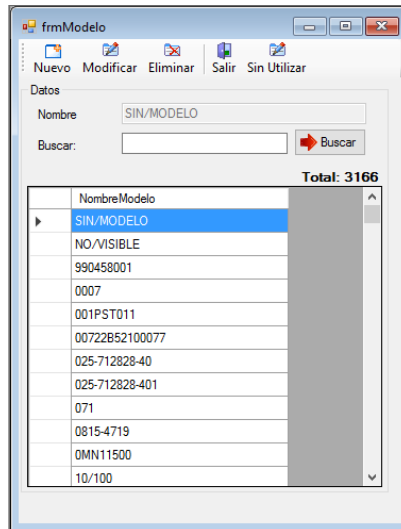 frmModelo
Nuevo Modificar Eliminar Salir Sin Utilizar
Datos
Nombre SIN/MODELO
Buscar: Buscar
Total: 3166
NombreModelo
SIN/MODELO
NO/VISIBLE
990458001
0007
001PST011
00722B52100077
025-712828-40
025-712828-401
071
0815-4719
0MN11500
10/100